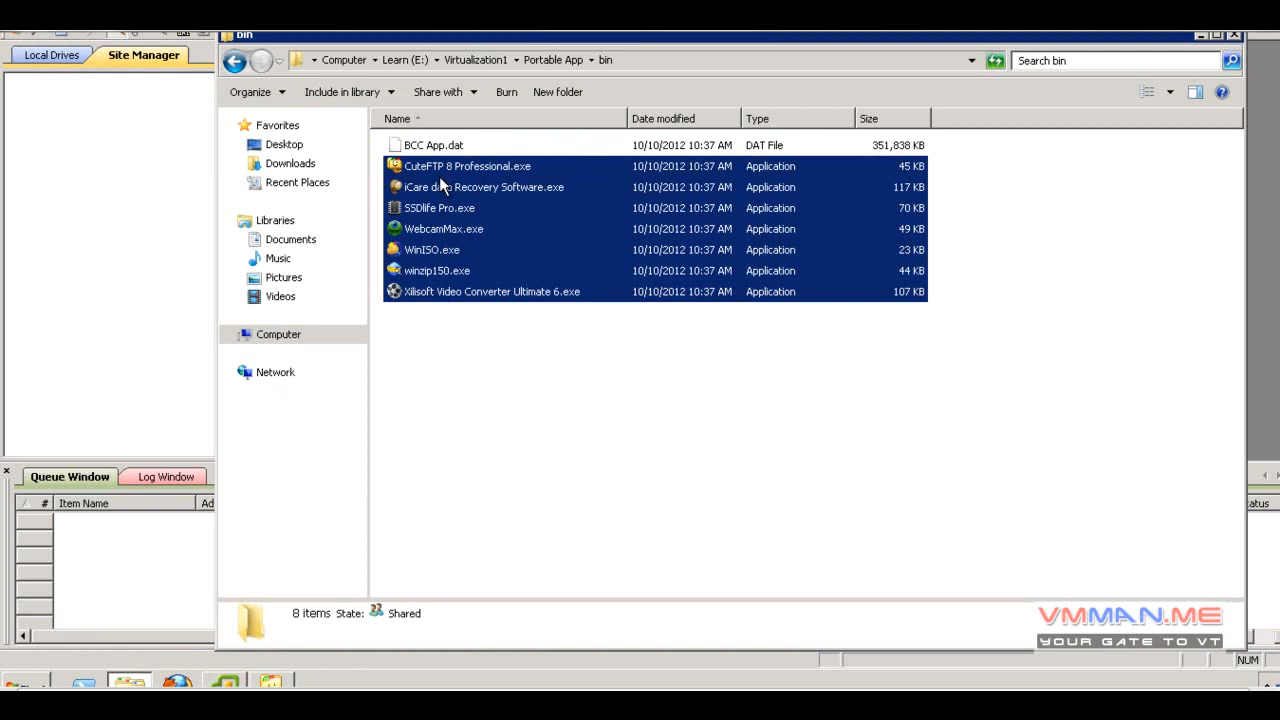 bin
Local Drives Site Manager
Computer Learn (E:) Virtualization1 Portable App bin Search bin
Organize Include in library Share with Burn New folder
Name Date modified Type Size
Favorites
Desktop
Downloads
Recent Places
Libraries
Documents
Music
Pictures
Videos
Computer
Network
BCC App.dat 10/10/2012 10:37 AM DAT File 351,838 KB
CuteFTP 8 Professional.exe 10/10/2012 10:37 AM Application 45 KB
iCare Recovery Software.exe 10/10/2012 10:37 AM Application 117 KB
SSDlife Pro.exe 10/10/2012 10:37 AM Application 70 KB
WebcamMax.exe 10/10/2012 10:37 AM Application 49 KB
WinISO.exe 10/10/2012 10:37 AM Application 23 KB
winzip150.exe 10/10/2012 10:37 AM Application 44 KB
Xilisoft Video Converter Ultimate 6.exe 10/10/2012 10:37 AM Application 107 KB
Queue Window Log Window
# Item Name Ad
atus
8 items State: Shared
VMMAN.ME
YOUR GATE TO VT
NUM